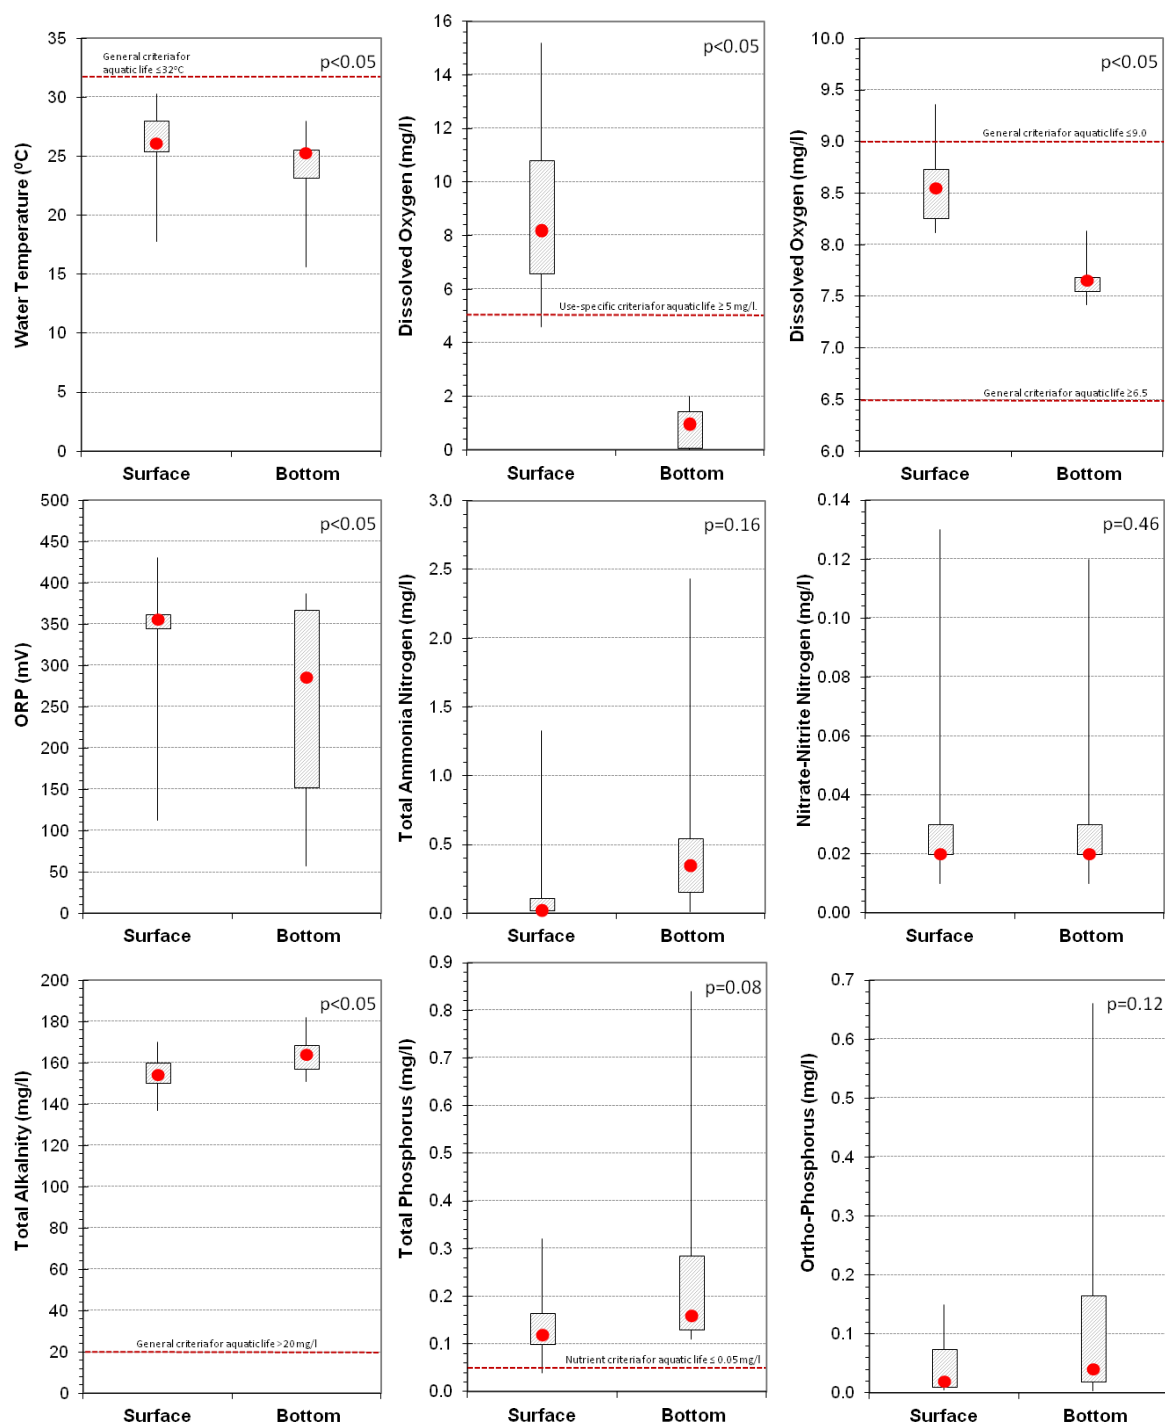 Water Temperature (⁰C)
35
30
25
20
15
10
5
0
General criteria for
aquatic life ≤32°C
p<0.05
Surface Bottom
Dissolved Oxygen (mg/l)
16
14
12
10
8
6
4
2
0
p<0.05
Use-specific criteria for aquatic life ≥ 5 mg/l.
Surface Bottom
Dissolved Oxygen (mg/l)
10.0
9.5
9.0
8.5
8.0
7.5
7.0
6.5
6.0
p<0.05
General criteria for aquatic life ≤9.0
General criteria for aquatic life ≥6.5
Surface Bottom
ORP (mV)
500
450
400
350
300
250
200
150
100
50
0
p<0.05
Surface Bottom
Total Ammonia Nitrogen (mg/l)
3.0
2.5
2.0
1.5
1.0
0.5
0.0
p=0.16
Surface Bottom
Nitrate-Nitrite Nitrogen (mg/l)
0.14
0.12
0.10
0.08
0.06
0.04
0.02
0.00
p=0.46
Surface Bottom
Total Alkalnity (mg/l)
200
180
160
140
120
100
80
60
40
20
0
p<0.05
General criteria for aquatic life >20 mg/l
Surface Bottom
Total Phosphorus (mg/l)
0.9
0.8
0.7
0.6
0.5
0.4
0.3
0.2
0.1
0.0
p=0.08
Nutrient criteria for aquatic life ≤ 0.05 mg/l
Surface Bottom
Ortho-Phosphorus (mg/l)
0.7
0.6
0.5
0.4
0.3
0.2
0.1
0.0
p=0.12
Surface Bottom